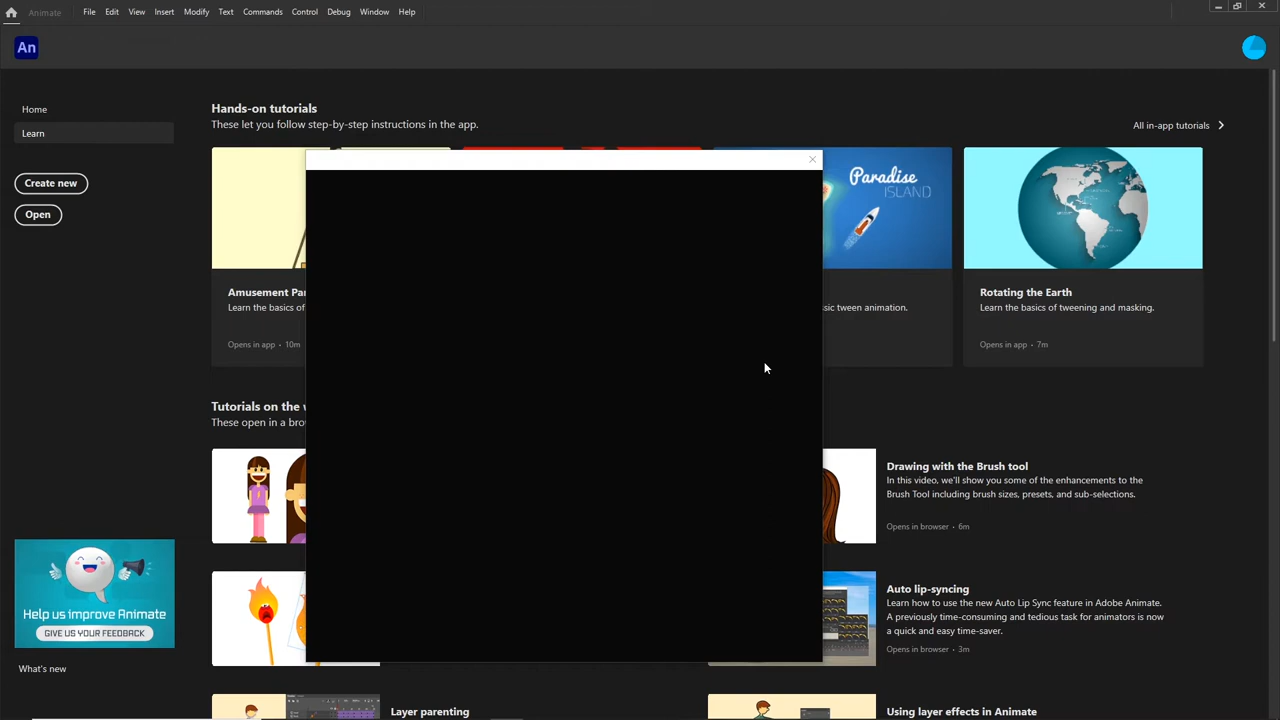 Animate File Edit View Insert Modify Text Commands Control Debug Window Help
An
Home
Learn
Create new
Open
Hands-on tutorials
These let you follow step-by-step instructions in the app.
All in-app tutorials
Paradise
ISLAND
Amusement Par
Learn the basics of
Opens in app • 10m
sic tween animation.
Rotating the Earth
Learn the basics of tweening and masking.
Opens in app • 7m
Tutorials on the w
These open in a bro
Drawing with the Brush tool
In this video, we'll show you some of the enhancements to the
Brush Tool including brush sizes, presets, and sub-selections.
Opens in browser • 6m
Auto lip-syncing
Learn how to use the new Auto Lip Sync feature in Adobe Animate.
A previously time-consuming and tedious task for animators is now
a quick and easy time-saver.
Opens in browser • 3m
Help us improve Animate
GIVE US YOUR FEEDBACK
What's new
Layer parenting
Using layer effects in Animate